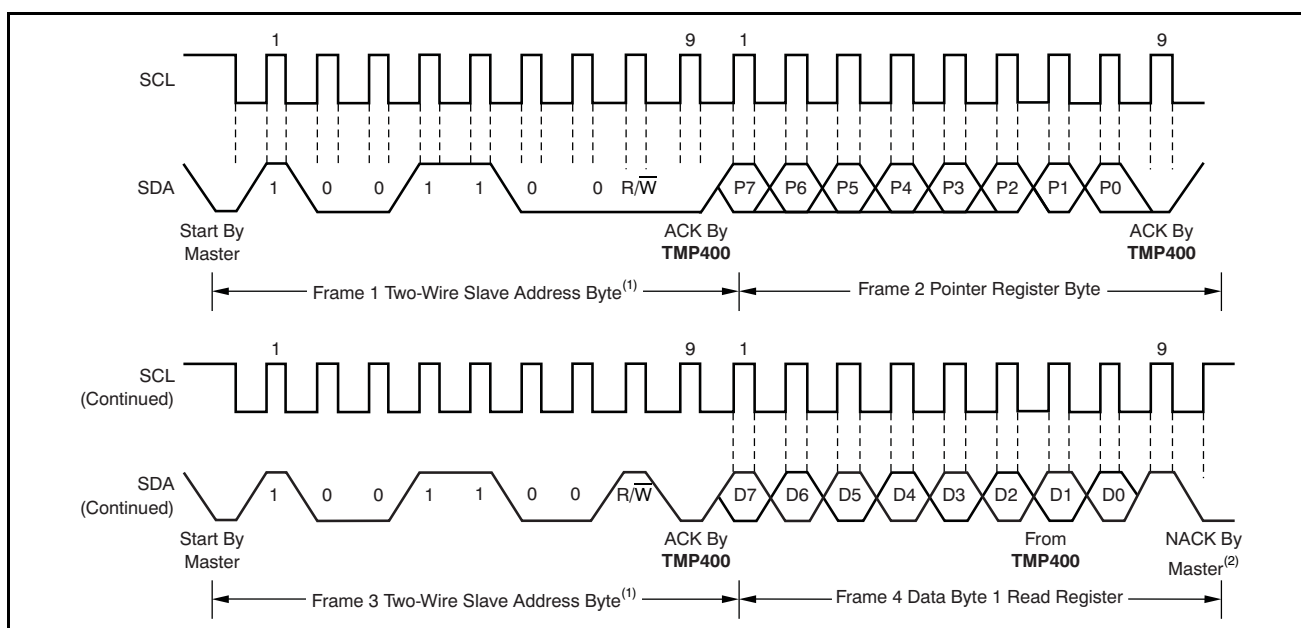 1 9 1 9
SCL
SDA 1 0 0 1 1 0 0 R/W̅ P7 P6 P5 P4 P3 P2 P1 P0
Start By
Master
ACK By
TMP400
ACK By
TMP400
Frame 1 Two-Wire Slave Address Byte(1)
Frame 2 Pointer Register Byte
1 9 1 9
SCL
(Continued)
SDA
(Continued)
1 0 0 1 1 0 0 R/W̅ D7 D6 D5 D4 D3 D2 D1 D0
Start By
Master
ACK By
TMP400
From
TMP400
NACK By
Master(2)
Frame 3 Two-Wire Slave Address Byte(1)
Frame 4 Data Byte 1 Read Register